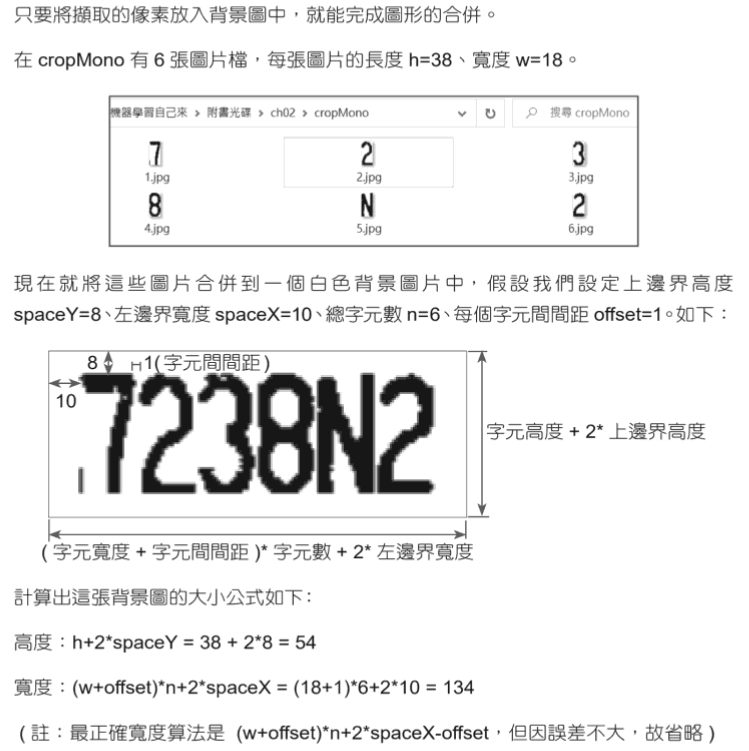 只要將擷取的像素放入背景圖中，就能完成圖形的合併。
在 cropMono 有 6 張圖片檔，每張圖片的長度 h=38、寬度 w=18。
機器學習自己來 › 附書光碟 › ch02 › cropMono
搜尋 cropMono
7 2 3
1.jpg 2.jpg 3.jpg
8 N 2
4.jpg 5.jpg 6.jpg
現在就將這些圖片合併到一個白色背景圖片中，假設我們設定上邊界高度
spaceY=8、左邊界寬度 spaceX=10、總字元數 n=6、每個字元間間距 offset=1。如下：
8 1(字元間間距)
10
7238N2
字元高度 + 2* 上邊界高度
( 字元寬度 + 字元間間距 )* 字元數 + 2* 左邊界寬度
計算出這張背景圖的大小公式如下：
高度：h+2*spaceY = 38 + 2*8 = 54
寬度：(w+offset)*n+2*spaceX = (18+1)*6+2*10 = 134
( 註：最正確寬度算法是 (w+offset)*n+2*spaceX-offset，但因誤差不大，故省略 )